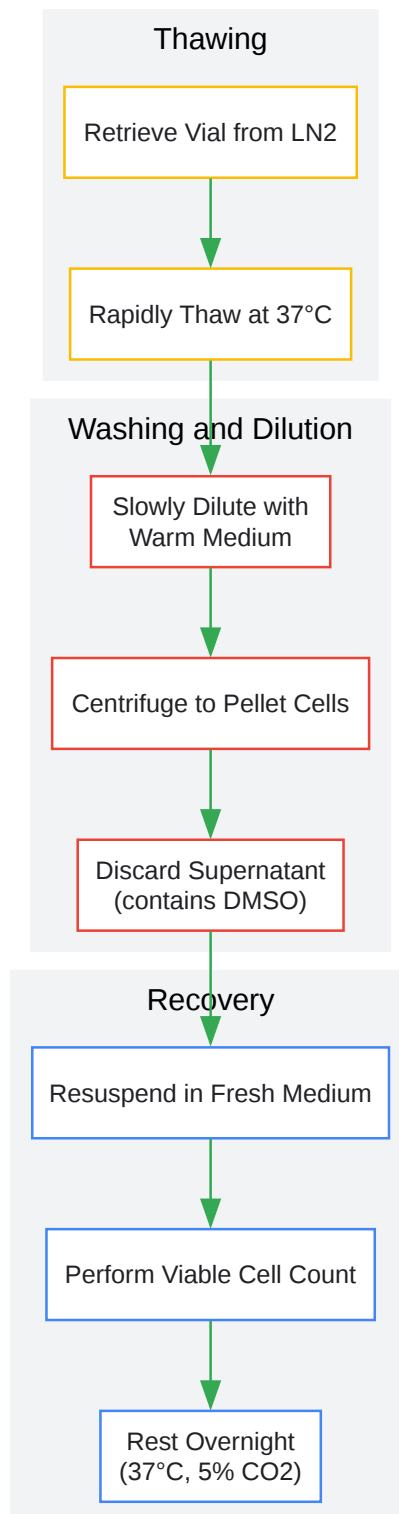 Thawing
Retrieve Vial from LN2
Rapidly Thaw at 37°C
Washing and Dilution
Slowly Dilute with
Warm Medium
Centrifuge to Pellet Cells
Discard Supernatant
(contains DMSO)
Recovery
Resuspend in Fresh Medium
Perform Viable Cell Count
Rest Overnight
(37°C, 5% CO2)